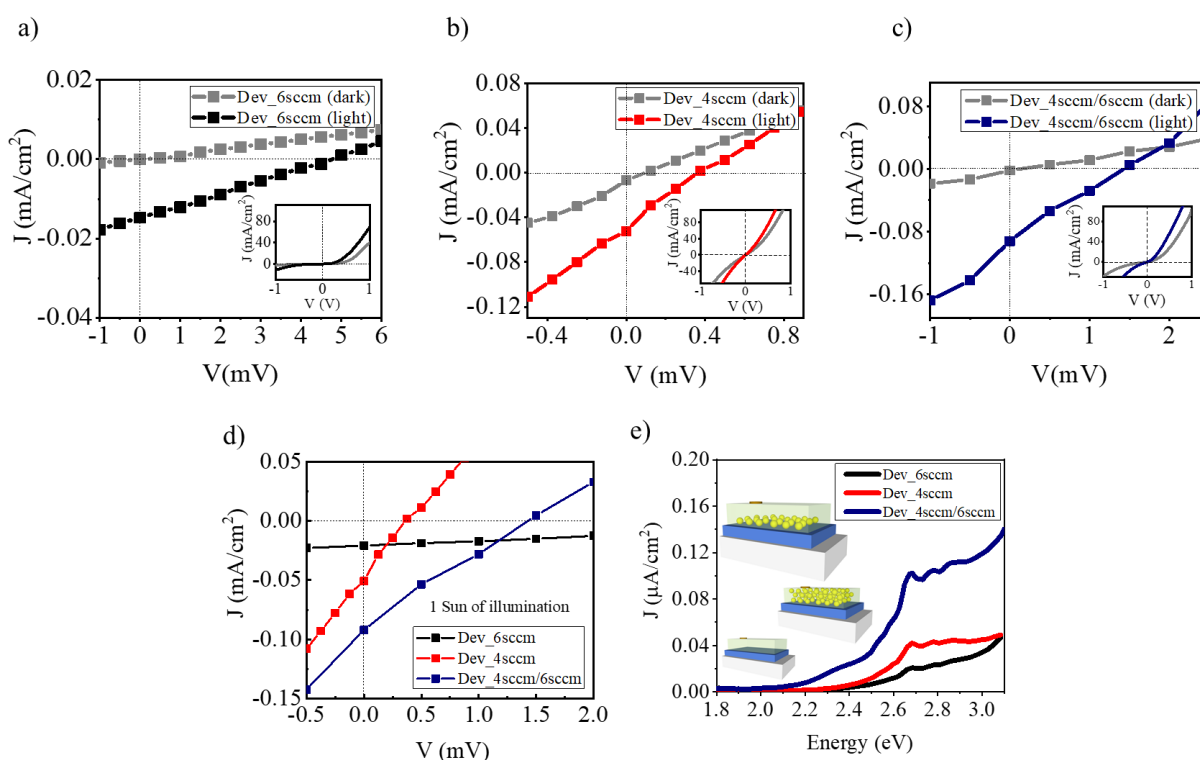 a)
0.02
0.00
-0.02
-0.04
J (mA/cm²)
Dev_6sccm (dark)
Dev_6sccm (light)
-1 0 1 2 3 4 5 6
V(mV)
80
40
0
J (mA/cm²)
-1 0 1
V (V)
b)
0.08
0.04
0.00
-0.04
-0.08
-0.12
J (mA/cm²)
Dev_4sccm (dark)
Dev_4sccm (light)
-0.4 0.0 0.4 0.8
V (mV)
80
40
0
-40
J (mA/cm²)
-1 0 1
V (V)
c)
0.08
0.00
-0.08
-0.16
J (mA/cm²)
Dev_4sccm/6sccm (dark)
Dev_4sccm/6sccm (light)
-1 0 1 2
V(mV)
80
40
0
J (mA/cm²)
-1 0 1
V (V)
d)
0.05
0.00
-0.05
-0.10
-0.15
J (mA/cm²)
1 Sun of illumination
Dev_6sccm
Dev_4sccm
Dev_4sccm/6sccm
-0.5 0.0 0.5 1.0 1.5 2.0
V (mV)
e)
0.20
0.16
0.12
0.08
0.04
0.00
J (µA/cm²)
Dev_6sccm
Dev_4sccm
Dev_4sccm/6sccm
1.8 2.0 2.2 2.4 2.6 2.8 3.0
Energy (eV)